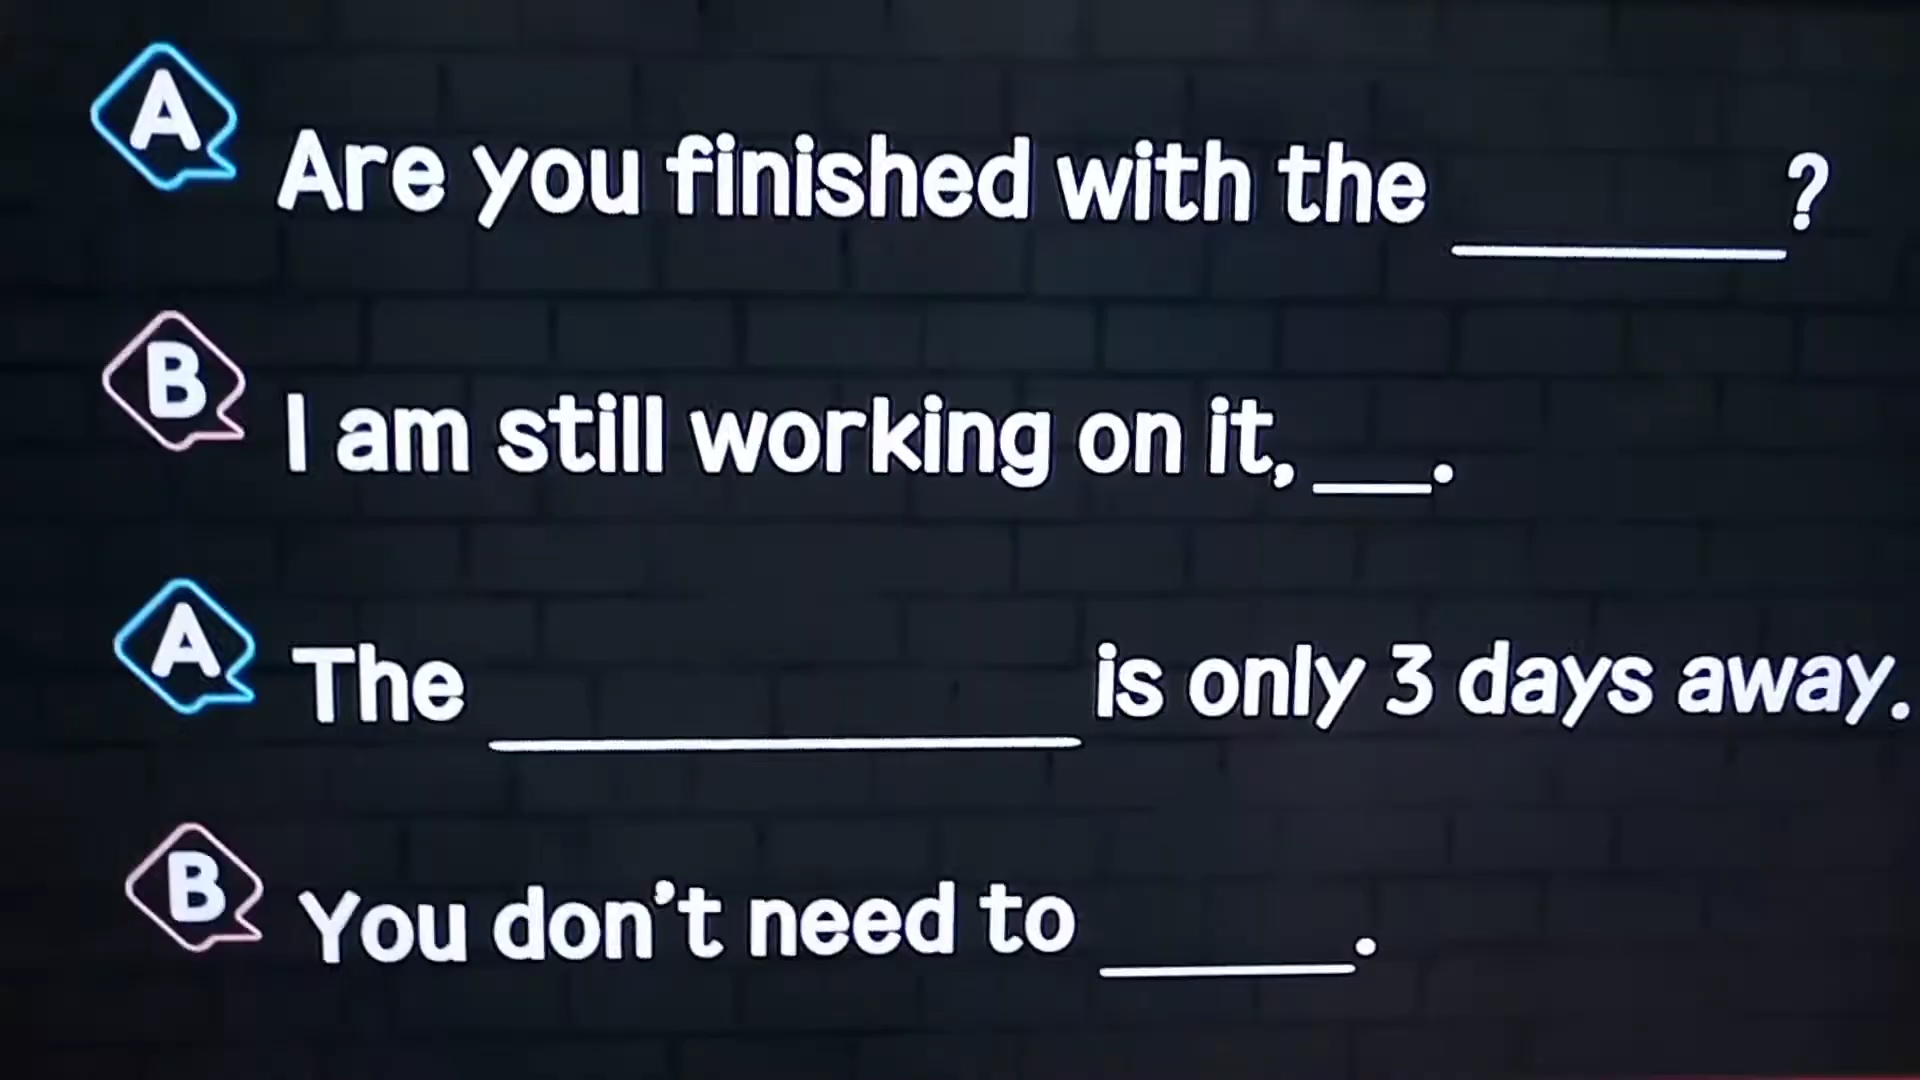 A Are you finished with the ______?
B I am still working on it, ___.
A The ______ is only 3 days away.
B You don't need to ______.